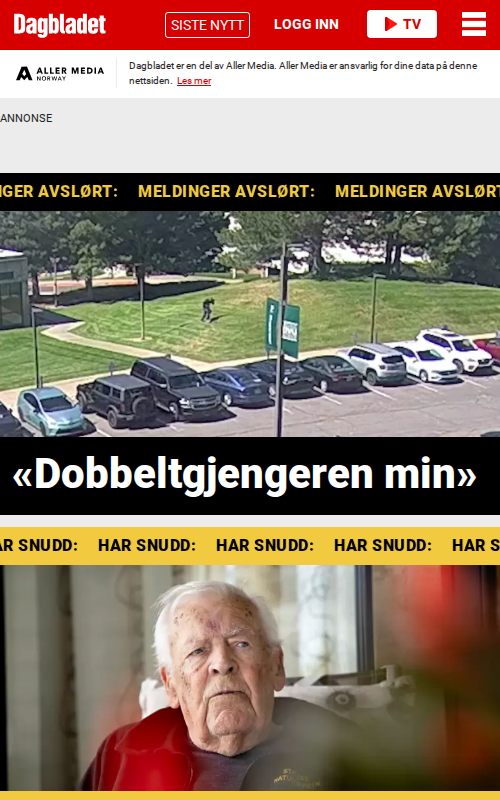 Dagbladet
SISTE NYTT
LOGG INN
TV
ALLER MEDIA
NORWAY
Dagbladet er en del av Aller Media. Aller Media er ansvarlig for dine data på denne
nettsiden. Les mer
ANNONSE
GER AVSLØRT: MELDINGER AVSLØRT: MELDINGER AVSLØRT
«Dobbeltgjengeren min»
AR SNUDD: HAR SNUDD: HAR SNUDD: HAR SNUDD: HAR S